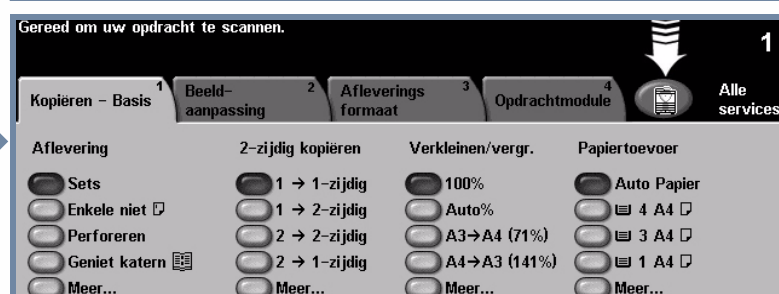 Gereed om uw opdracht te scannen.
1
Kopiëren - Basis 1
Beeld-
aanpassing 2
Afleverings
formaat 3
Opdrachtmodule 4
Alle
services
Aflevering
2-zijdig kopiëren
Verkleinen/vergr.
Papiertoevoer
Sets
1 → 1-zijdig
100%
Auto Papier
Enkele niet
1 → 2-zijdig
Auto%
4 A4
Perforeren
2 → 2-zijdig
A3→A4 (71%)
3 A4
Geniet katern
2 → 1-zijdig
A4→A3 (141%)
1 A4
Meer...
Meer...
Meer...
Meer...